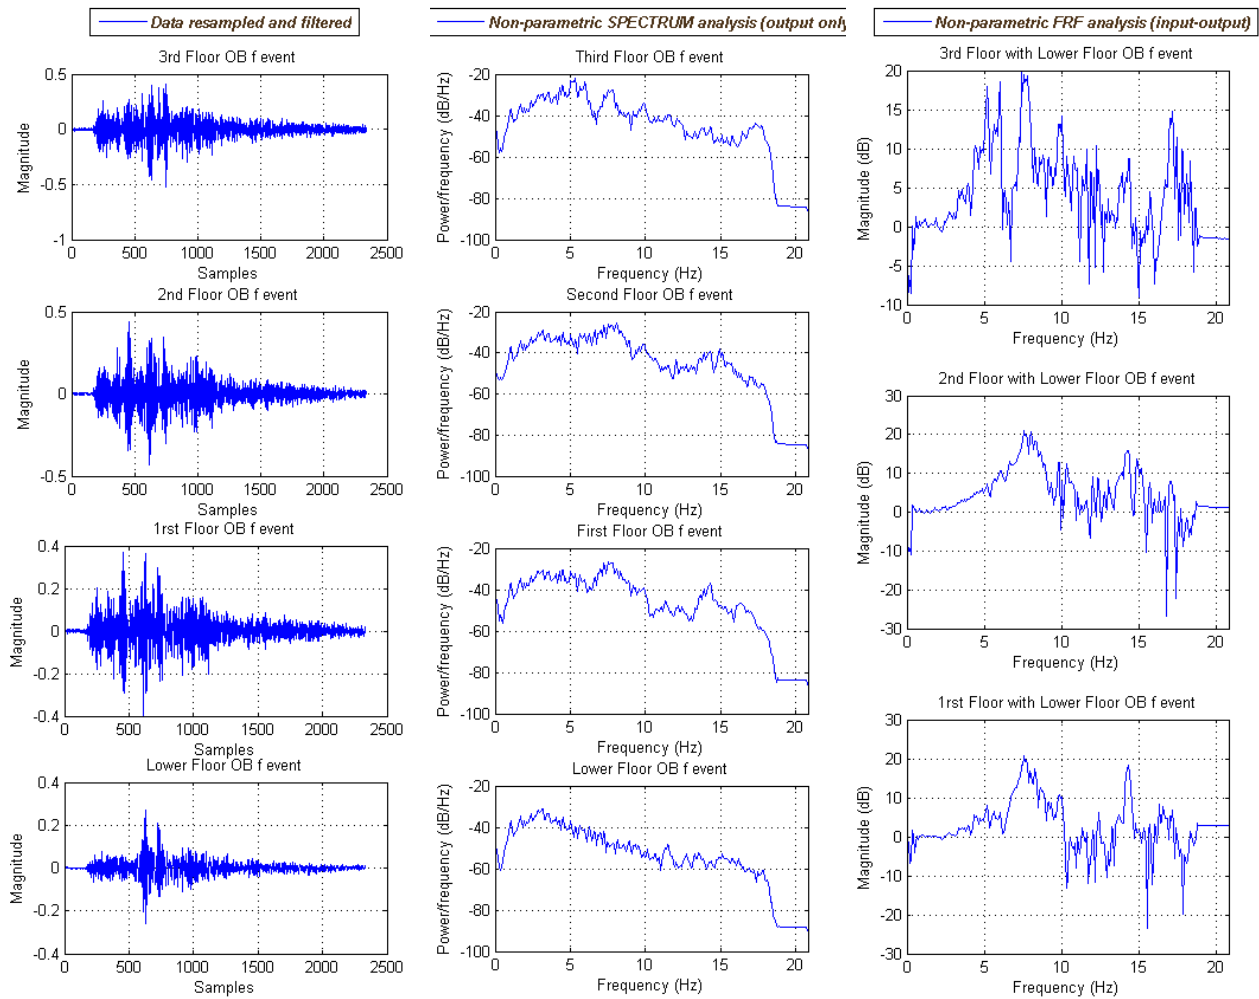 Data resampled and filtered
3rd Floor OB f event
0.5
0
-0.5
-1
Magnitude
0 500 1000 1500 2000 2500
Samples
2nd Floor OB f event
0.5
0
-0.5
Magnitude
0 500 1000 1500 2000 2500
Samples
1rst Floor OB f event
0.4
0.2
0
-0.2
-0.4
Magnitude
0 500 1000 1500 2000 2500
Samples
Lower Floor OB f event
0.4
0.2
0
-0.2
-0.4
Magnitude
0 500 1000 1500 2000 2500
Samples
Non-parametric SPECTRUM analysis (output only
Third Floor OB f event
-20
-40
-60
-80
-100
Power/frequency (dB/Hz)
0 5 10 15 20
Frequency (Hz)
Second Floor OB f event
-20
-40
-60
-80
-100
Power/frequency (dB/Hz)
0 5 10 15 20
Frequency (Hz)
First Floor OB f event
-20
-40
-60
-80
-100
Power/frequency (dB/Hz)
0 5 10 15 20
Frequency (Hz)
Lower Floor OB f event
-20
-40
-60
-80
-100
Power/frequency (dB/Hz)
0 5 10 15 20
Frequency (Hz)
Non-parametric FRF analysis (input-output)
3rd Floor with Lower Floor OB f event
20
15
10
5
0
-5
-10
Magnitude (dB)
0 5 10 15 20
Frequency (Hz)
2nd Floor with Lower Floor OB f event
30
20
10
0
-10
-20
-30
Magnitude (dB)
0 5 10 15 20
Frequency (Hz)
1rst Floor with Lower Floor OB f event
30
20
10
0
-10
-20
-30
Magnitude (dB)
0 5 10 15 20
Frequency (Hz)